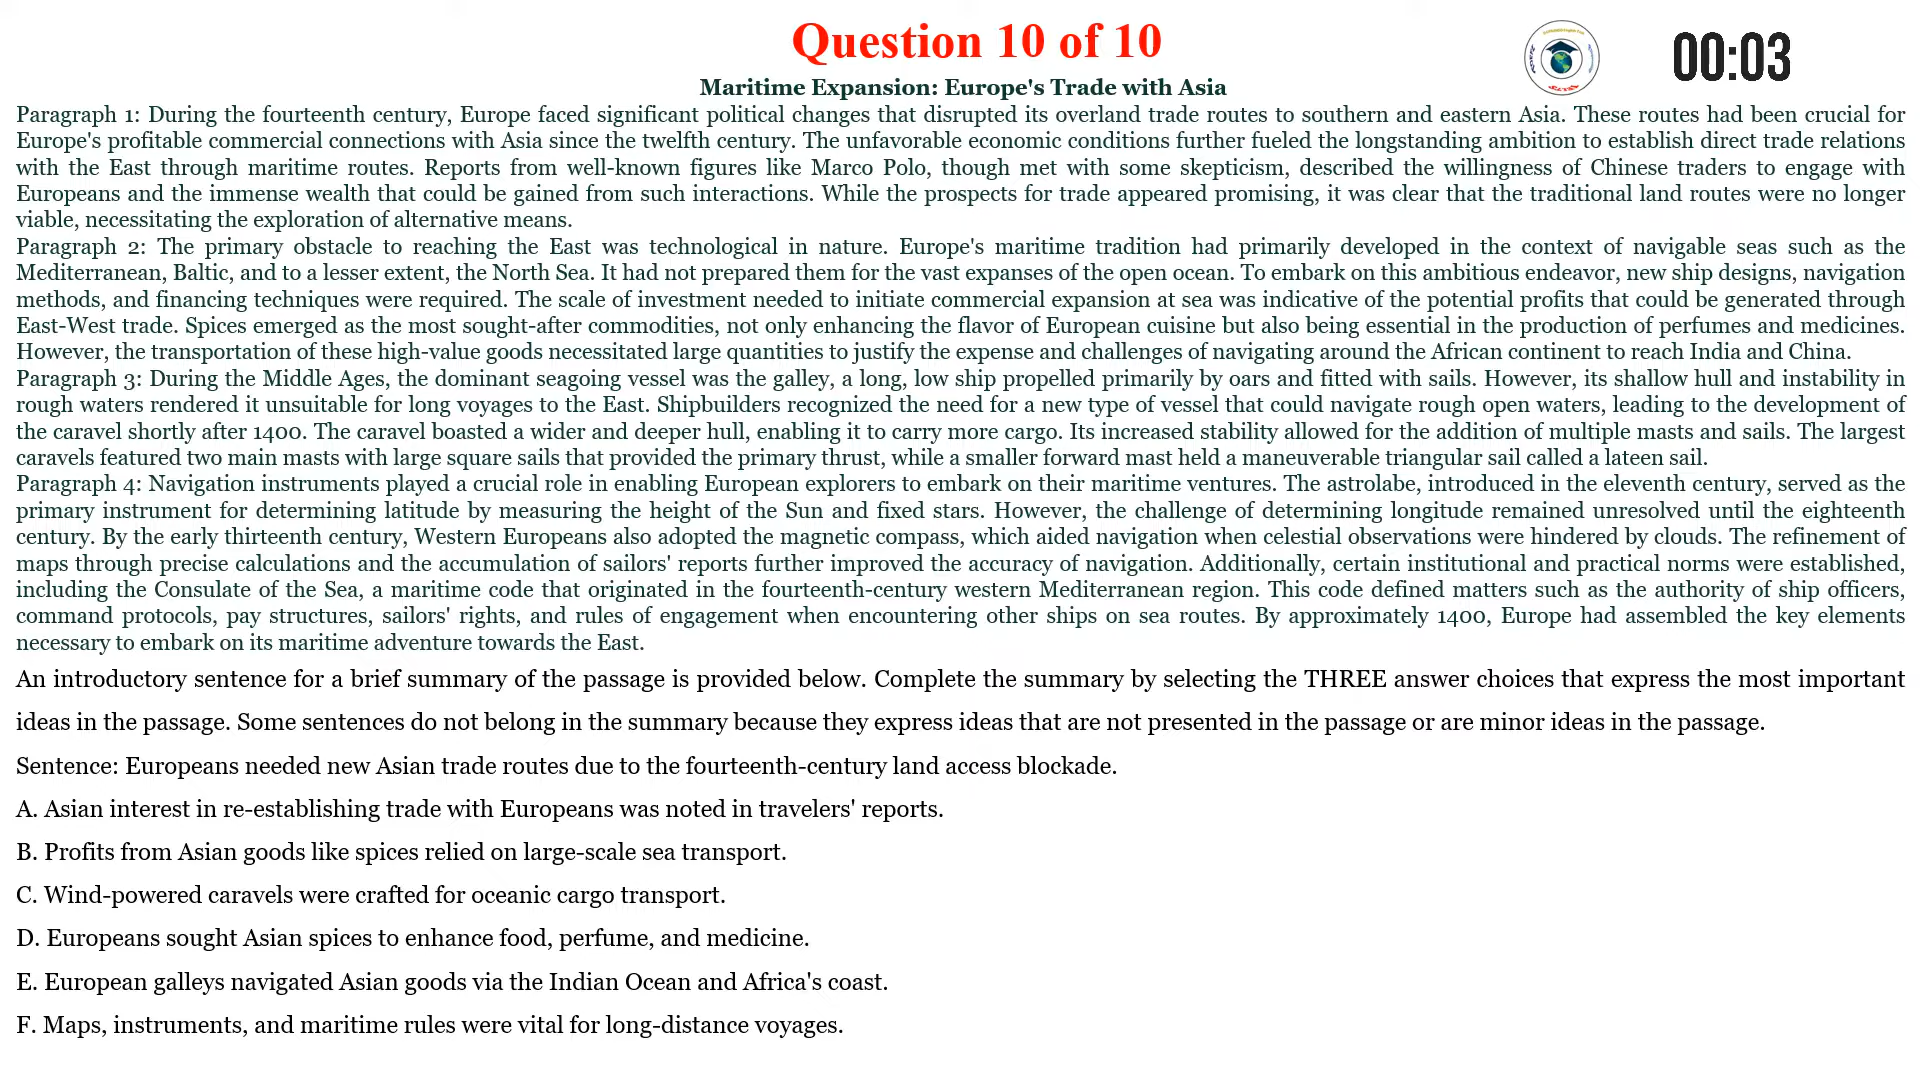 Question 10 of 10
00:03
Maritime Expansion: Europe's Trade with Asia
Paragraph 1: During the fourteenth century, Europe faced significant political changes that disrupted its overland trade routes to southern and eastern Asia. These routes had been crucial for
Europe's profitable commercial connections with Asia since the twelfth century. The unfavorable economic conditions further fueled the longstanding ambition to establish direct trade relations
with the East through maritime routes. Reports from well-known figures like Marco Polo, though met with some skepticism, described the willingness of Chinese traders to engage with
Europeans and the immense wealth that could be gained from such interactions. While the prospects for trade appeared promising, it was clear that the traditional land routes were no longer
viable, necessitating the exploration of alternative means.
Paragraph 2: The primary obstacle to reaching the East was technological in nature. Europe's maritime tradition had primarily developed in the context of navigable seas such as the
Mediterranean, Baltic, and to a lesser extent, the North Sea. It had not prepared them for the vast expanses of the open ocean. To embark on this ambitious endeavor, new ship designs, navigation
methods, and financing techniques were required. The scale of investment needed to initiate commercial expansion at sea was indicative of the potential profits that could be generated through
East-West trade. Spices emerged as the most sought-after commodities, not only enhancing the flavor of European cuisine but also being essential in the production of perfumes and medicines.
However, the transportation of these high-value goods necessitated large quantities to justify the expense and challenges of navigating around the African continent to reach India and China.
Paragraph 3: During the Middle Ages, the dominant seagoing vessel was the galley, a long, low ship propelled primarily by oars and fitted with sails. However, its shallow hull and instability in
rough waters rendered it unsuitable for long voyages to the East. Shipbuilders recognized the need for a new type of vessel that could navigate rough open waters, leading to the development of
the caravel shortly after 1400. The caravel boasted a wider and deeper hull, enabling it to carry more cargo. Its increased stability allowed for the addition of multiple masts and sails. The largest
caravels featured two main masts with large square sails that provided the primary thrust, while a smaller forward mast held a maneuverable triangular sail called a lateen sail.
Paragraph 4: Navigation instruments played a crucial role in enabling European explorers to embark on their maritime ventures. The astrolabe, introduced in the eleventh century, served as the
primary instrument for determining latitude by measuring the height of the Sun and fixed stars. However, the challenge of determining longitude remained unresolved until the eighteenth
century. By the early thirteenth century, Western Europeans also adopted the magnetic compass, which aided navigation when celestial observations were hindered by clouds. The refinement of
maps through precise calculations and the accumulation of sailors' reports further improved the accuracy of navigation. Additionally, certain institutional and practical norms were established,
including the Consulate of the Sea, a maritime code that originated in the fourteenth-century western Mediterranean region. This code defined matters such as the authority of ship officers,
command protocols, pay structures, sailors' rights, and rules of engagement when encountering other ships on sea routes. By approximately 1400, Europe had assembled the key elements
necessary to embark on its maritime adventure towards the East.
An introductory sentence for a brief summary of the passage is provided below. Complete the summary by selecting the THREE answer choices that express the most important
ideas in the passage. Some sentences do not belong in the summary because they express ideas that are not presented in the passage or are minor ideas in the passage.
Sentence: Europeans needed new Asian trade routes due to the fourteenth-century land access blockade.
A. Asian interest in re-establishing trade with Europeans was noted in travelers' reports.
B. Profits from Asian goods like spices relied on large-scale sea transport.
C. Wind-powered caravels were crafted for oceanic cargo transport.
D. Europeans sought Asian spices to enhance food, perfume, and medicine.
E. European galleys navigated Asian goods via the Indian Ocean and Africa's coast.
F. Maps, instruments, and maritime rules were vital for long-distance voyages.